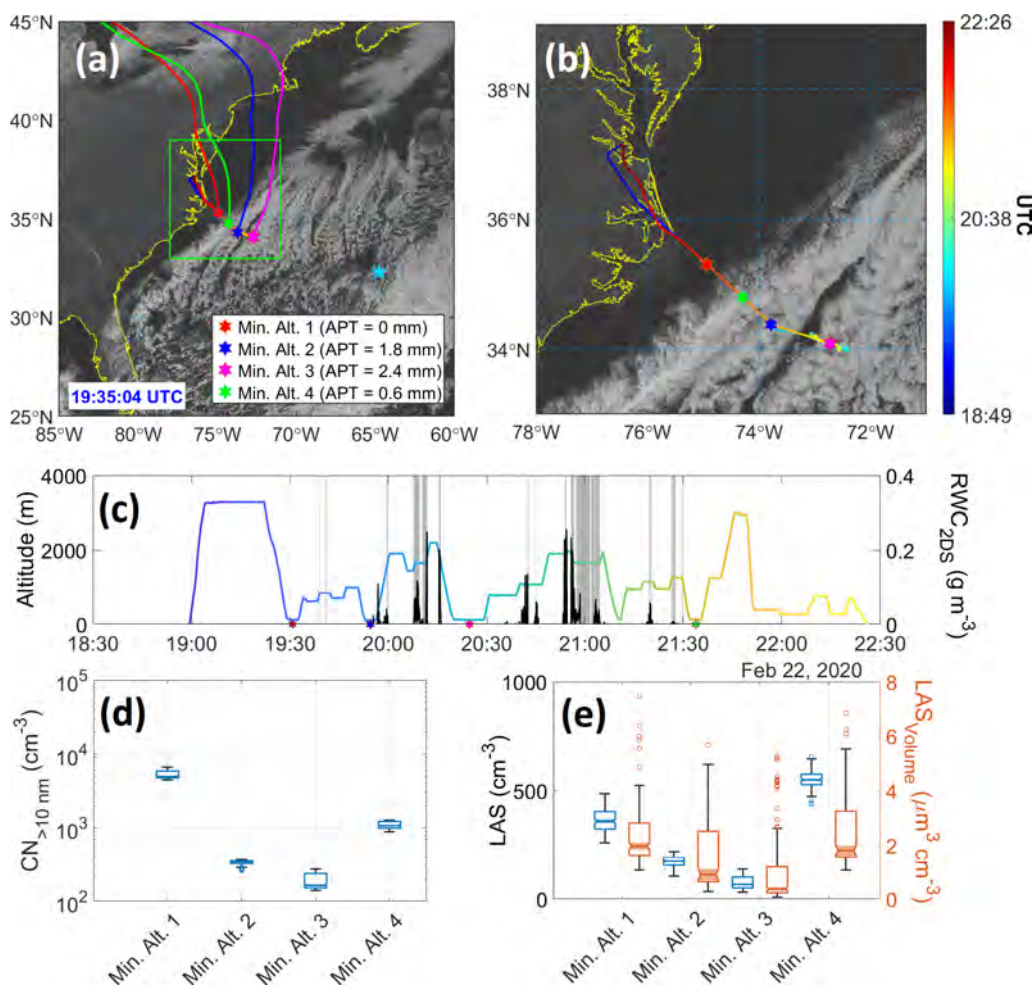 (a)
45°N
40°N
35°N
30°N
25°N
85°W 80°W 75°W 70°W 65°W 60°W
Min. Alt. 1 (APT = 0 mm)
Min. Alt. 2 (APT = 1.8 mm)
Min. Alt. 3 (APT = 2.4 mm)
Min. Alt. 4 (APT = 0.6 mm)
19:35:04 UTC
(b)
38°N
36°N
34°N
78°W 76°W 74°W 72°W
22:26
20:38
18:49
UTC
(c)
Altitude (m)
4000
2000
0
0.4
0.2
0
RWC2DS (g m-3)
18:30 19:00 19:30 20:00 20:30 21:00 21:30 22:00 22:30
Feb 22, 2020
(d)
CN>10 nm (cm-3)
10^5
10^4
10^3
10^2
Min. Alt. 1 Min. Alt. 2 Min. Alt. 3 Min. Alt. 4
(e)
LAS (cm-3)
1000
500
0
8
6
4
2
0
LASVolume (μm3 cm-3)
Min. Alt. 1 Min. Alt. 2 Min. Alt. 3 Min. Alt. 4